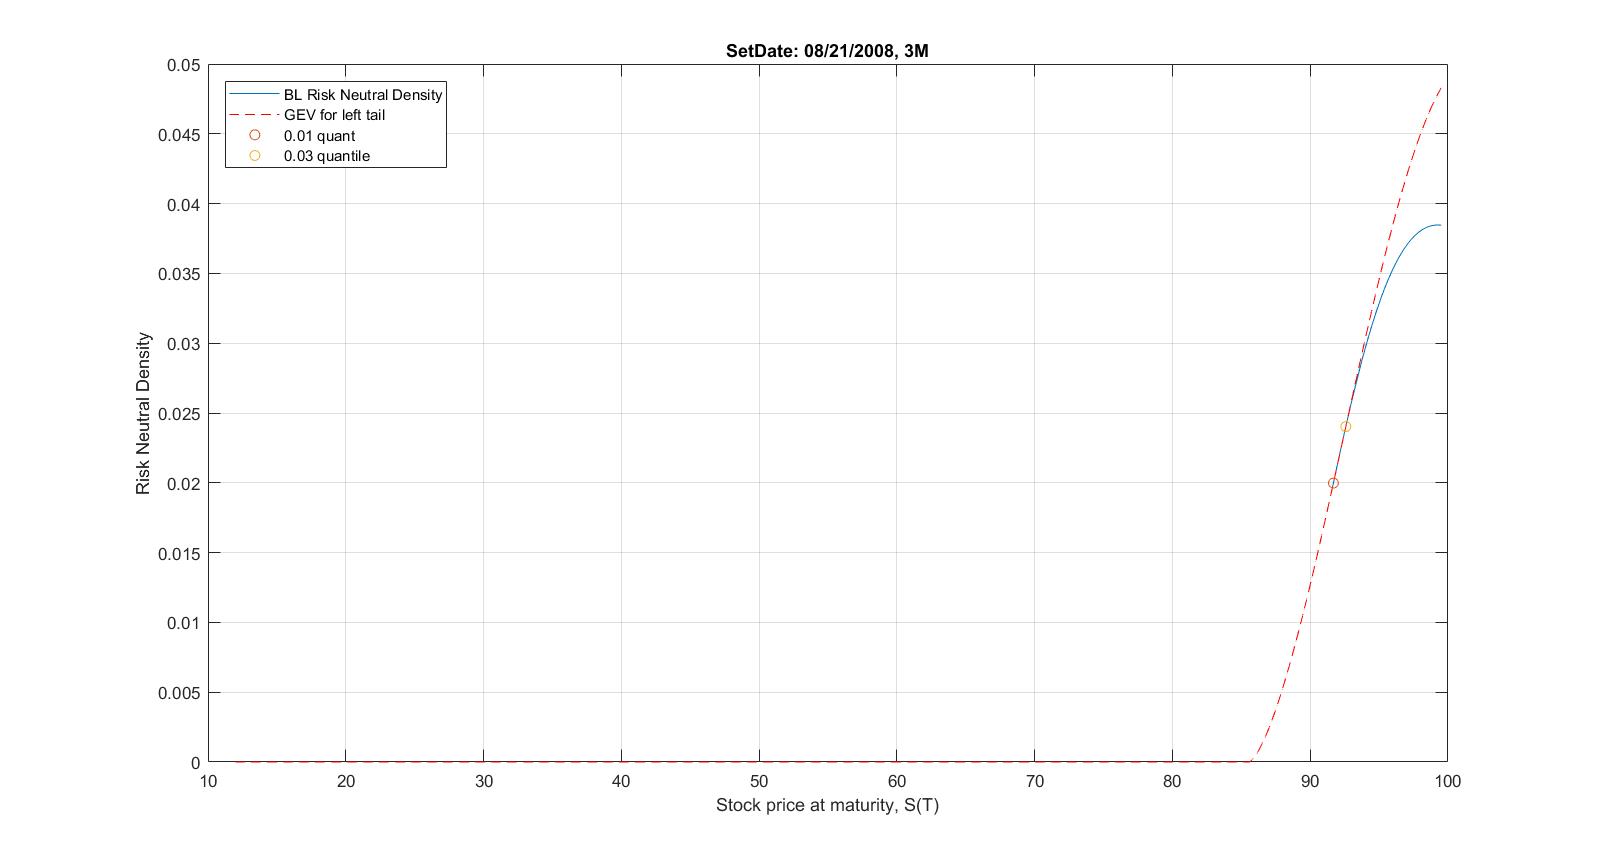 SetDate: 08/21/2008, 3M
0.05
0.045
0.04
0.035
0.03
0.025
0.02
0.015
0.01
0.005
0
Risk Neutral Density
BL Risk Neutral Density
GEV for left tail
0.01 quant
0.03 quantile
10 20 30 40 50 60 70 80 90 100
Stock price at maturity, S(T)